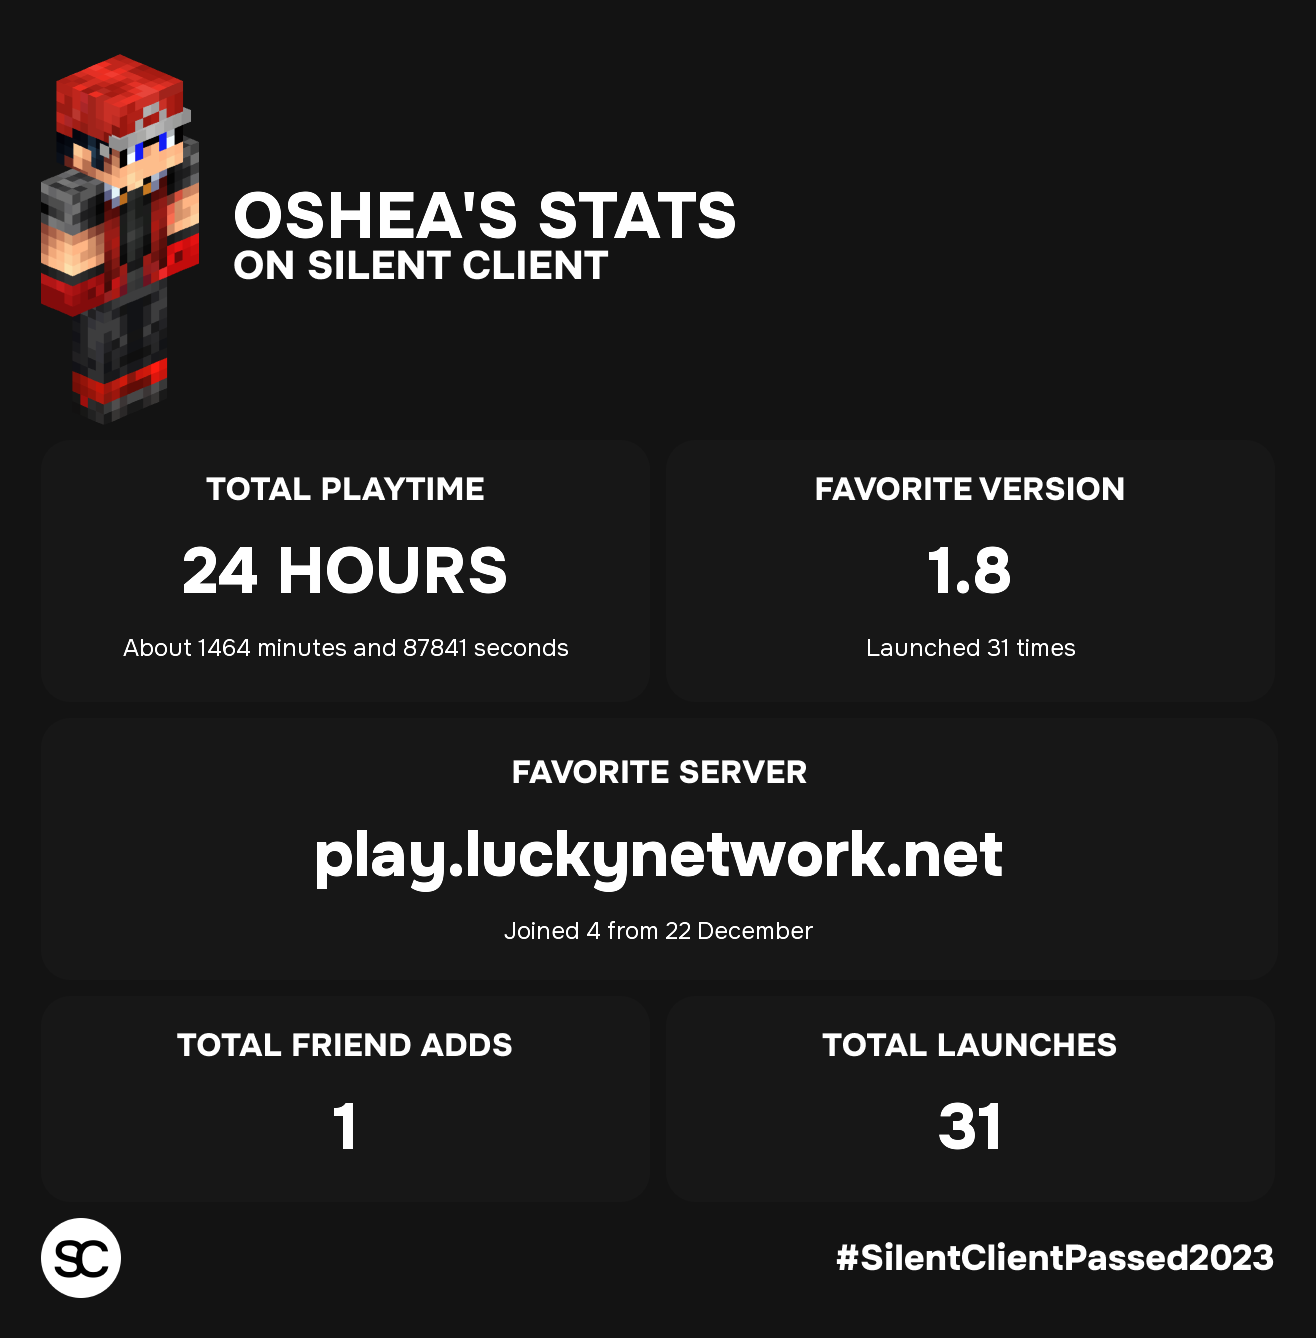 OSHEA'S STATS
ON SILENT CLIENT
TOTAL PLAYTIME
24 HOURS
About 1464 minutes and 87841 seconds
FAVORITE VERSION
1.8
Launched 31 times
FAVORITE SERVER
play.luckynetwork.net
Joined 4 from 22 December
TOTAL FRIEND ADDS
1
TOTAL LAUNCHES
31
SC
#SilentClientPassed2023